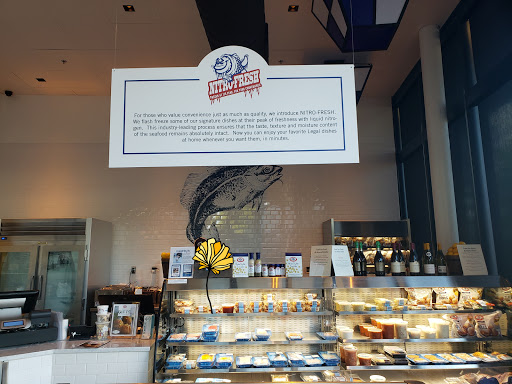 NITRO-FRESH
For those who value convenience just as much as quality, we introduce NITRO-FRESH.
We flash freeze some of our signature dishes at their peak of freshness with liquid nitro-
gen. This industry-leading process ensures that the taste, texture and moisture content
of the seafood remains absolutely intact. Now you can enjoy your favorite Legal dishes
at home whenever you want them, in minutes.